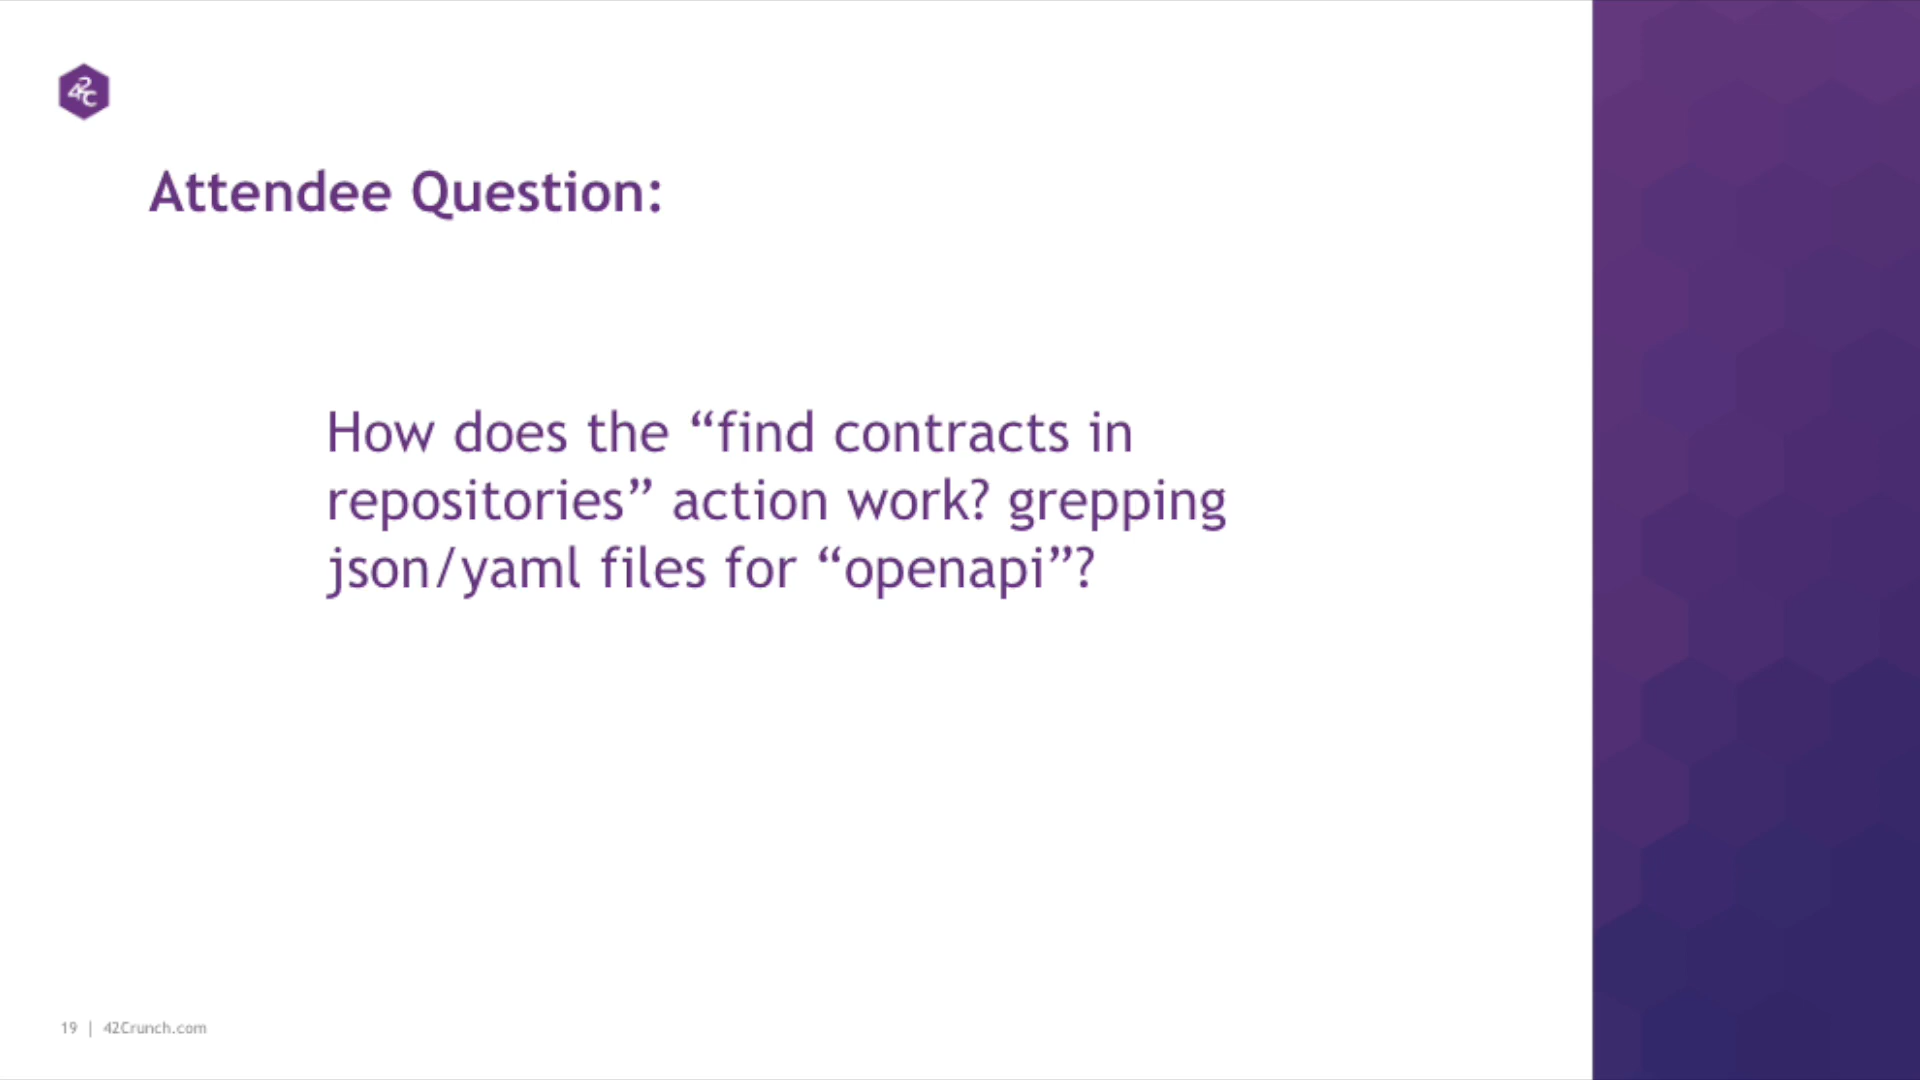 42C
Attendee Question:
How does the “find contracts in
repositories” action work? grepping
json/yaml files for “openapi”?
19 | 42Crunch.com